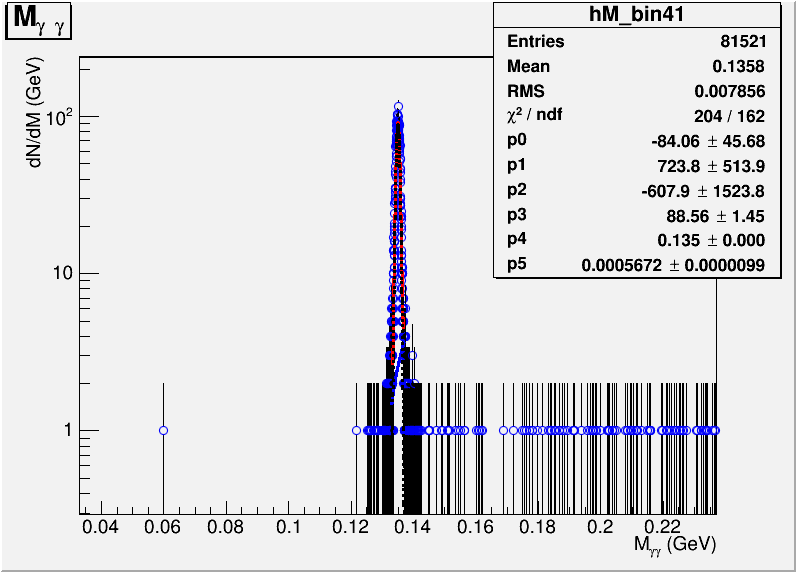 M_γ γ
hM_bin41
Entries 81521
Mean 0.1358
RMS 0.007856
χ² / ndf 204 / 162
p0 -84.06 ± 45.68
p1 723.8 ± 513.9
p2 -607.9 ± 1523.8
p3 88.56 ± 1.45
p4 0.135 ± 0.000
p5 0.0005672 ± 0.0000099
dN/dM (GeV)
10²
10
1
0.04 0.06 0.08 0.1 0.12 0.14 0.16 0.18 0.2 0.22
M_γγ (GeV)